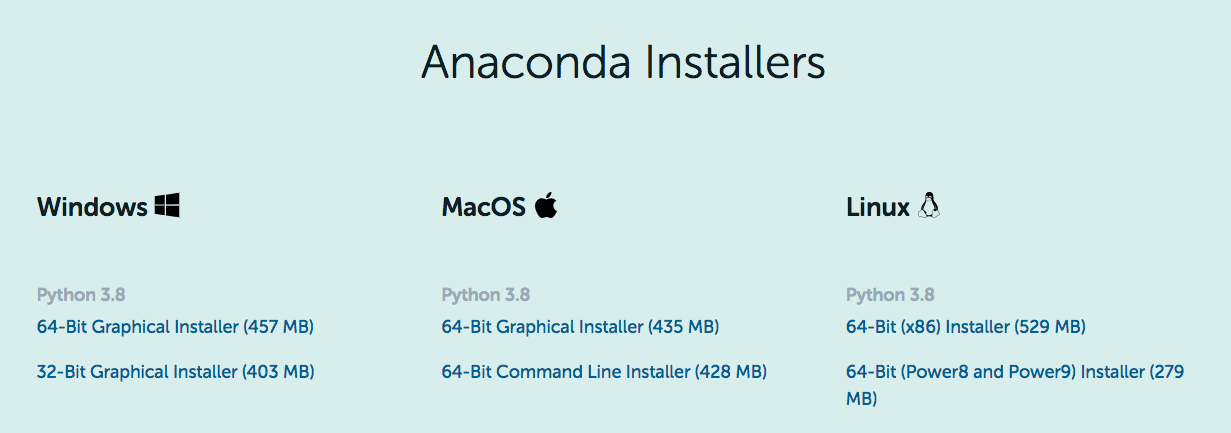 Anaconda Installers
Windows
Python 3.8
64-Bit Graphical Installer (457 MB)
32-Bit Graphical Installer (403 MB)
MacOS
Python 3.8
64-Bit Graphical Installer (435 MB)
64-Bit Command Line Installer (428 MB)
Linux
Python 3.8
64-Bit (x86) Installer (529 MB)
64-Bit (Power8 and Power9) Installer (279
MB)